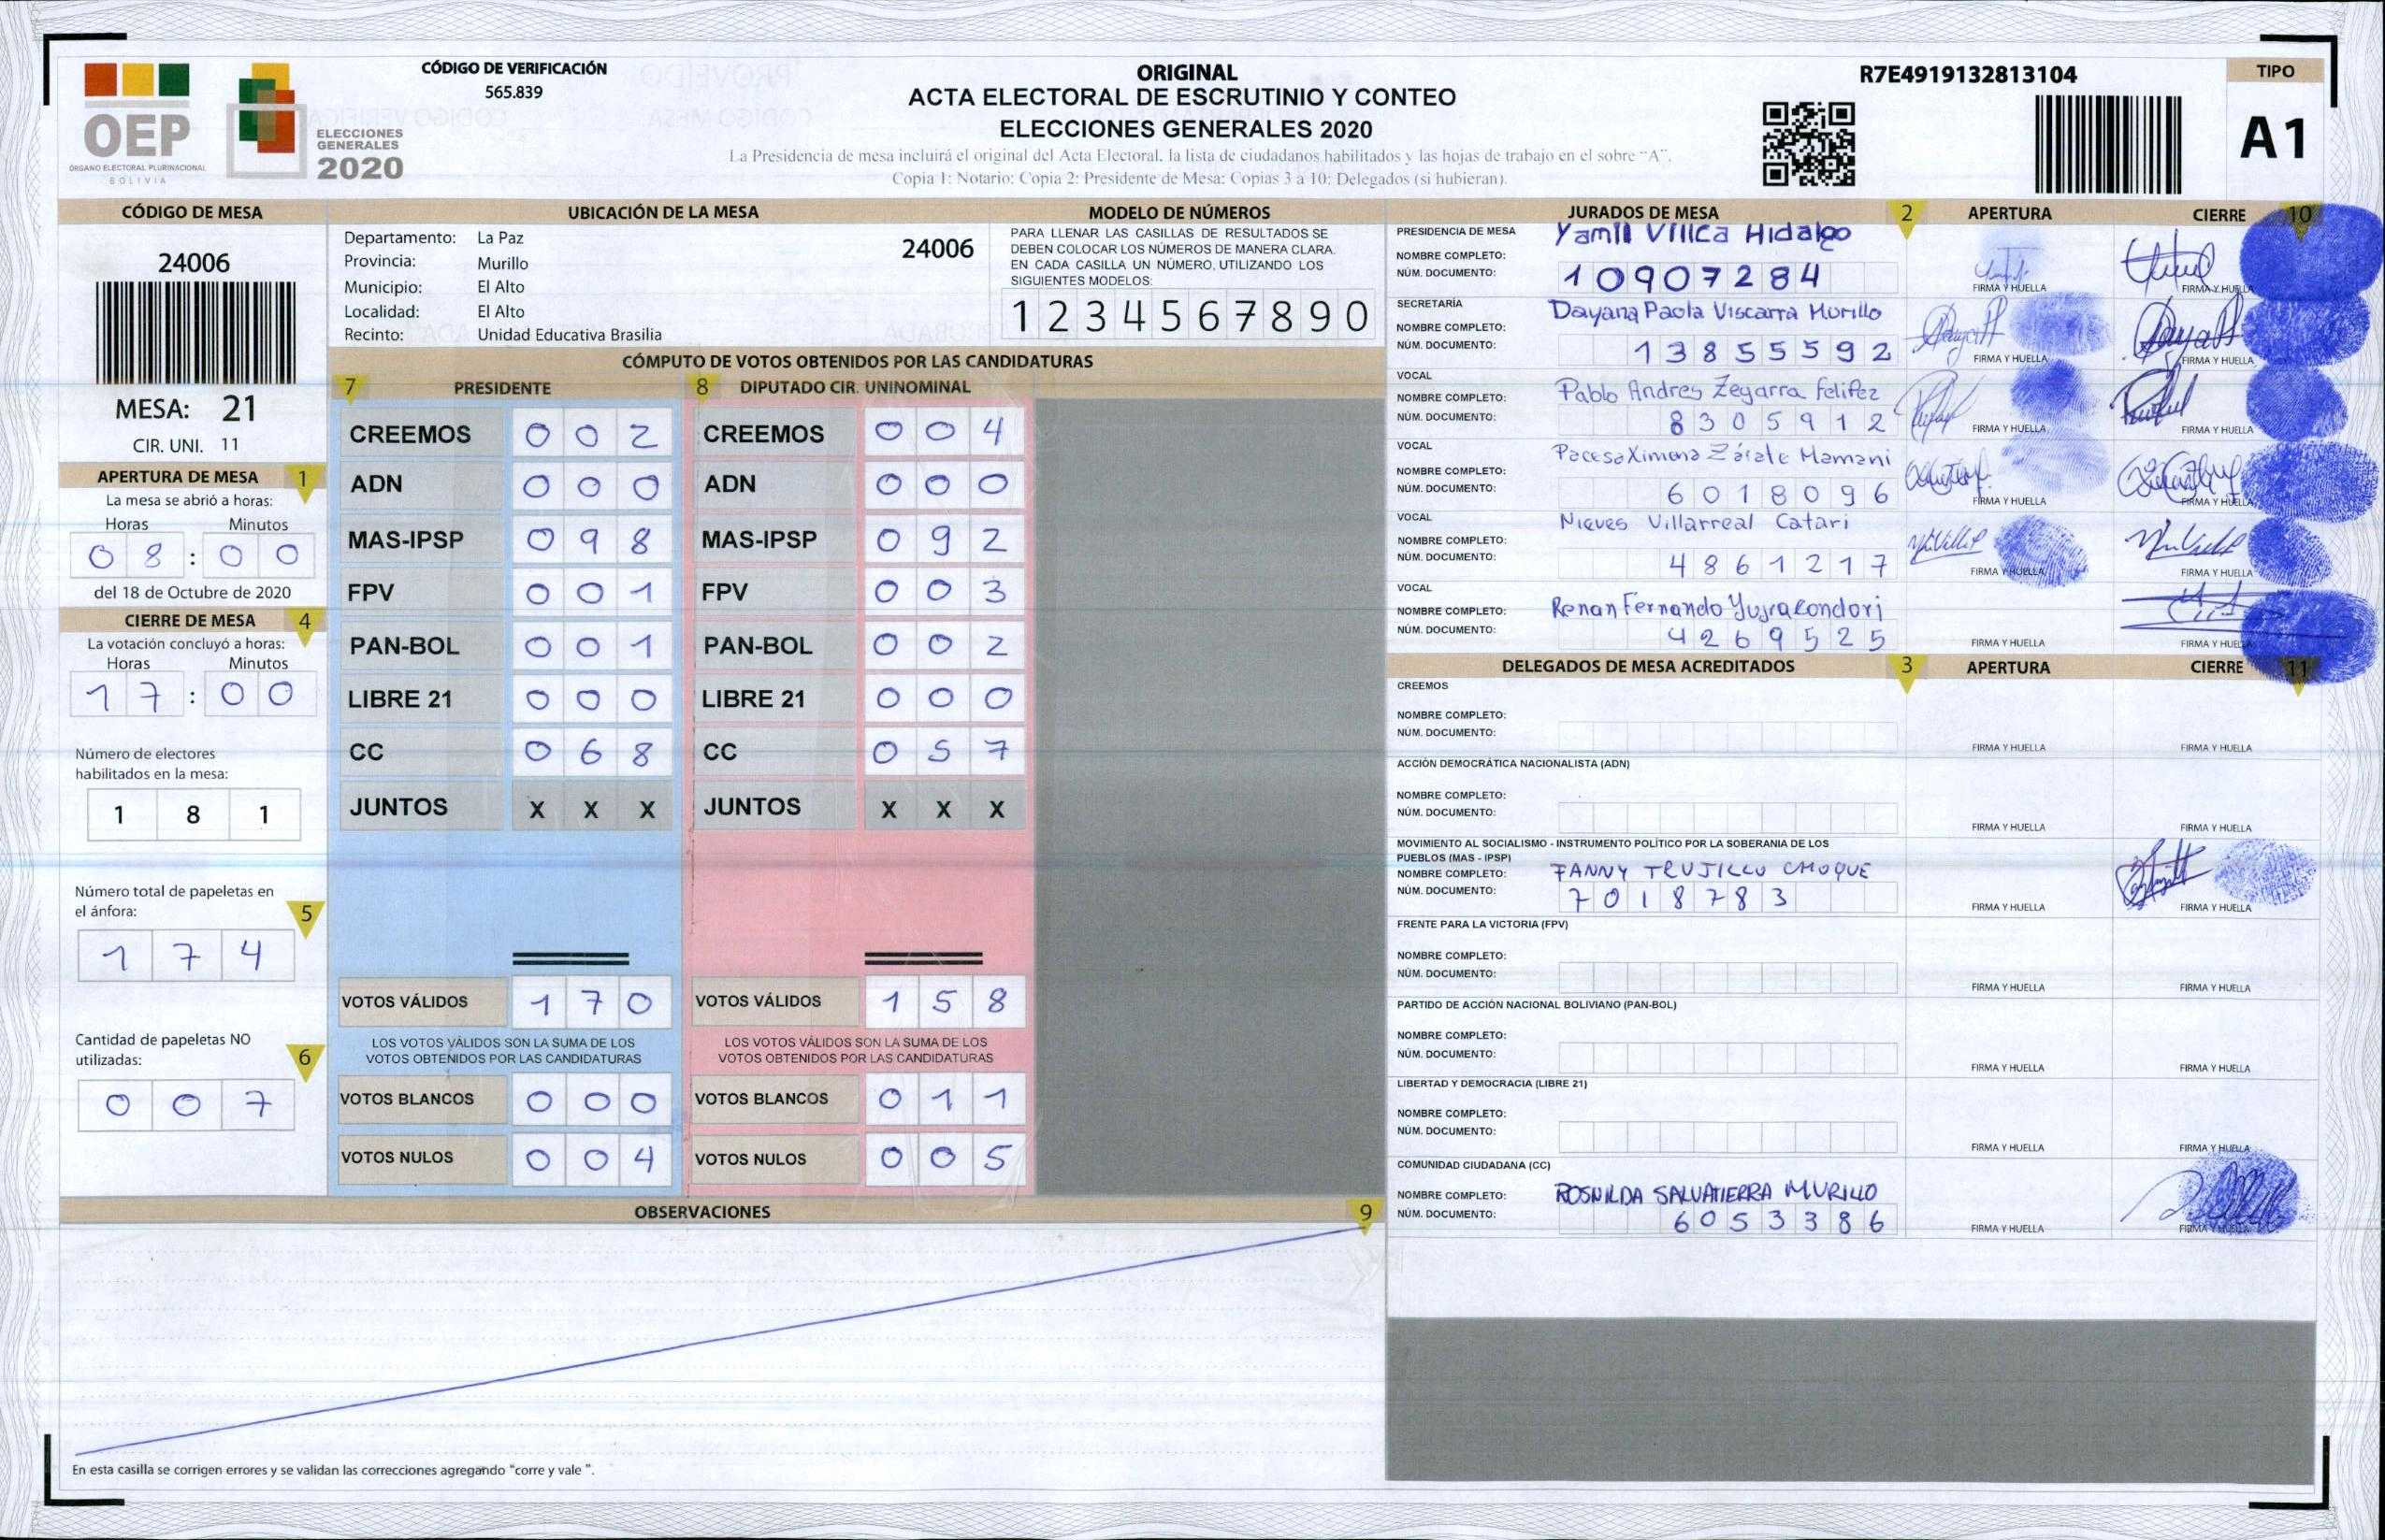 OEP
ÓRGANO ELECTORAL PLURINACIONAL
BOLIVIA
ELECCIONES
GENERALES
2020
CÓDIGO DE VERIFICACIÓN
565.839
ORIGINAL
ACTA ELECTORAL DE ESCRUTINIO Y CONTEO
ELECCIONES GENERALES 2020
La Presidencia de mesa incluirá el original del Acta Electoral, la lista de ciudadanos habilitados y las hojas de trabajo en el sobre "A".
Copia 1: Notario; Copia 2: Presidente de Mesa; Copias 3 a 10: Delegados (si hubieran).
R7E4919132813104
TIPO
A1
CÓDIGO DE MESA
24006
MESA: 21
CIR. UNI. 11
APERTURA DE MESA 1
La mesa se abrió a horas:
Horas Minutos
0 8 : 0 0
del 18 de Octubre de 2020
CIERRE DE MESA 4
La votación concluyó a horas:
Horas Minutos
1 7 : 0 0
Número de electores
habilitados en la mesa:
1 8 1
Número total de papeletas en
el ánfora: 5
1 7 4
Cantidad de papeletas NO
utilizadas: 6
0 0 7
UBICACIÓN DE LA MESA
Departamento: La Paz 24006
Provincia: Murillo
Municipio: El Alto
Localidad: El Alto
Recinto: Unidad Educativa Brasilia
MODELO DE NÚMEROS
PARA LLENAR LAS CASILLAS DE RESULTADOS SE
DEBEN COLOCAR LOS NÚMEROS DE MANERA CLARA.
EN CADA CASILLA UN NÚMERO, UTILIZANDO LOS
SIGUIENTES MODELOS:
1 2 3 4 5 6 7 8 9 0
CÓMPUTO DE VOTOS OBTENIDOS POR LAS CANDIDATURAS
7 PRESIDENTE
CREEMOS 0 0 2
ADN 0 0 0
MAS-IPSP 0 9 8
FPV 0 0 1
PAN-BOL 0 0 1
LIBRE 21 0 0 0
CC 0 6 8
JUNTOS X X X
VOTOS VÁLIDOS 1 7 0
LOS VOTOS VÁLIDOS SON LA SUMA DE LOS
VOTOS OBTENIDOS POR LAS CANDIDATURAS
VOTOS BLANCOS 0 0 0
VOTOS NULOS 0 0 4
8 DIPUTADO CIR. UNINOMINAL
CREEMOS 0 0 4
ADN 0 0 0
MAS-IPSP 0 9 2
FPV 0 0 3
PAN-BOL 0 0 2
LIBRE 21 0 0 0
CC 0 5 7
JUNTOS X X X
VOTOS VÁLIDOS 1 5 8
LOS VOTOS VÁLIDOS SON LA SUMA DE LOS
VOTOS OBTENIDOS POR LAS CANDIDATURAS
VOTOS BLANCOS 0 1 1
VOTOS NULOS 0 0 5
OBSERVACIONES 9
En esta casilla se corrigen errores y se validan las correcciones agregando "corre y vale ".
JURADOS DE MESA 2 APERTURA CIERRE 10
PRESIDENCIA DE MESA
NOMBRE COMPLETO: Yamil Villca Hidalgo
NÚM. DOCUMENTO: 10907284
FIRMA Y HUELLA FIRMA Y HUELLA
SECRETARÍA
NOMBRE COMPLETO: Dayana Paola Viscarra Murillo
NÚM. DOCUMENTO: 13855592
FIRMA Y HUELLA FIRMA Y HUELLA
VOCAL
NOMBRE COMPLETO: Pablo Andres Zegarra Felipez
NÚM. DOCUMENTO: 8305912
FIRMA Y HUELLA FIRMA Y HUELLA
VOCAL
NOMBRE COMPLETO: Ximena Zárate Mamani
NÚM. DOCUMENTO: 6018096
FIRMA Y HUELLA FIRMA Y HUELLA
VOCAL
NOMBRE COMPLETO: Nieves Villarreal Catari
NÚM. DOCUMENTO: 4861217
FIRMA Y HUELLA FIRMA Y HUELLA
VOCAL
NOMBRE COMPLETO: Renan Fernando Yujra Condori
NÚM. DOCUMENTO: 4269525
FIRMA Y HUELLA FIRMA Y HUELLA
DELEGADOS DE MESA ACREDITADOS 3 APERTURA CIERRE 11
CREEMOS
NOMBRE COMPLETO:
NÚM. DOCUMENTO:
FIRMA Y HUELLA FIRMA Y HUELLA
ACCIÓN DEMOCRÁTICA NACIONALISTA (ADN)
NOMBRE COMPLETO:
NÚM. DOCUMENTO:
FIRMA Y HUELLA FIRMA Y HUELLA
MOVIMIENTO AL SOCIALISMO - INSTRUMENTO POLÍTICO POR LA SOBERANIA DE LOS
PUEBLOS (MAS - IPSP)
NOMBRE COMPLETO: FANNY TRUJILLO CHOQUE
NÚM. DOCUMENTO: 7018783
FIRMA Y HUELLA FIRMA Y HUELLA
FRENTE PARA LA VICTORIA (FPV)
NOMBRE COMPLETO:
NÚM. DOCUMENTO:
FIRMA Y HUELLA FIRMA Y HUELLA
PARTIDO DE ACCIÓN NACIONAL BOLIVIANO (PAN-BOL)
NOMBRE COMPLETO:
NÚM. DOCUMENTO:
FIRMA Y HUELLA FIRMA Y HUELLA
LIBERTAD Y DEMOCRACIA (LIBRE 21)
NOMBRE COMPLETO:
NÚM. DOCUMENTO:
FIRMA Y HUELLA FIRMA Y HUELLA
COMUNIDAD CIUDADANA (CC)
NOMBRE COMPLETO: ROSNILDA SALVATIERRA MURILLO
NÚM. DOCUMENTO: 6053386
FIRMA Y HUELLA FIRMA Y HUELLA